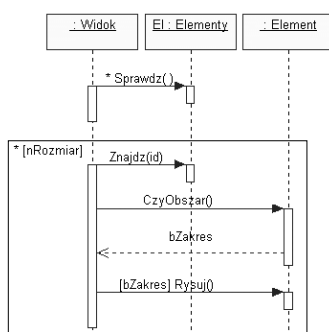 : Widok
El : Elementy
: Element
* Sprawdz( )
* [nRozmiar]
Znajdz(id)
CzyObszar()
bZakres
[bZakres] Rysuj()